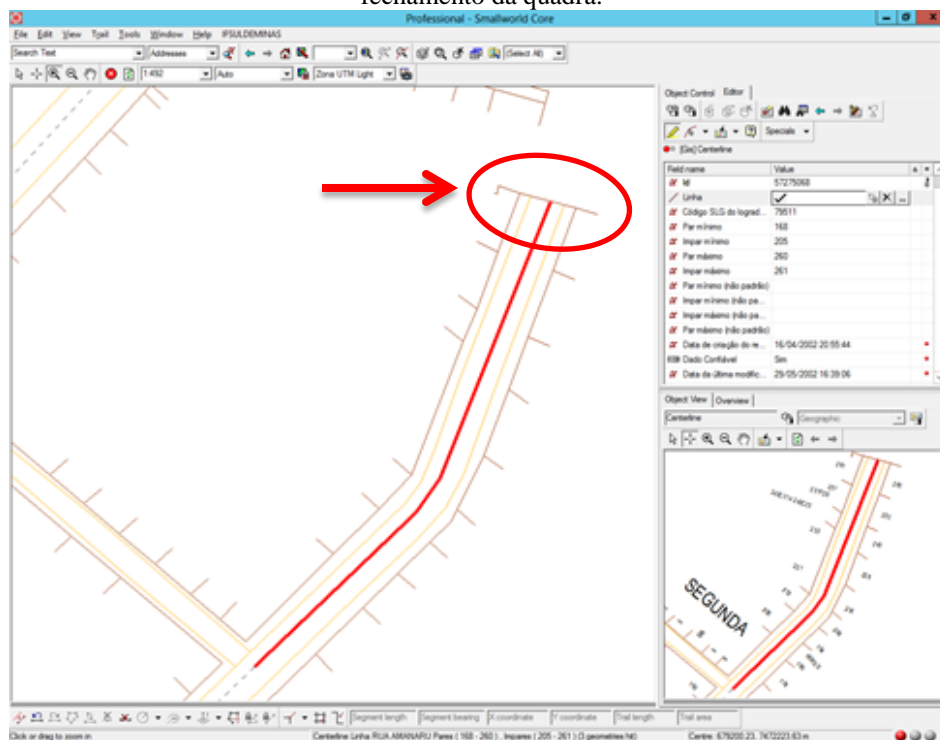 fechamento da quadra.
Professional - Smallworld Core
File Edit View Trail Tools Window Help IFSULDEMINAS
Search Text Addresses (Select All)
1:492 Auto Zona UTM Light
Object Control Editor
Specials
[Gis] Centerline
Field name Value
Id 57275068
Linha
Código SLG do lograd... 79511
Par mínimo 168
Impar mínimo 205
Par máximo 260
Impar máximo 261
Par mínimo (não padrão)
Impar mínimo (não pa...
Impar máximo (não pa...
Par máximo (não padrão)
Data de criação do re... 16/04/2002 20:55:44
Dado Confiável Sim
Data da última modific... 29/05/2002 16:39:06
Object View Overview
Centerline Geographic
SEGUNDA
Segment length Segment bearing X coordinate Y coordinate Trail length Trail area
Click or drag to zoom in Centerline Linha RUA AMANARU Pares ( 168 - 260 ) . Impares ( 205 - 261 ) (3 geometries hit) Centre: 679200.23, 7472223.63 m